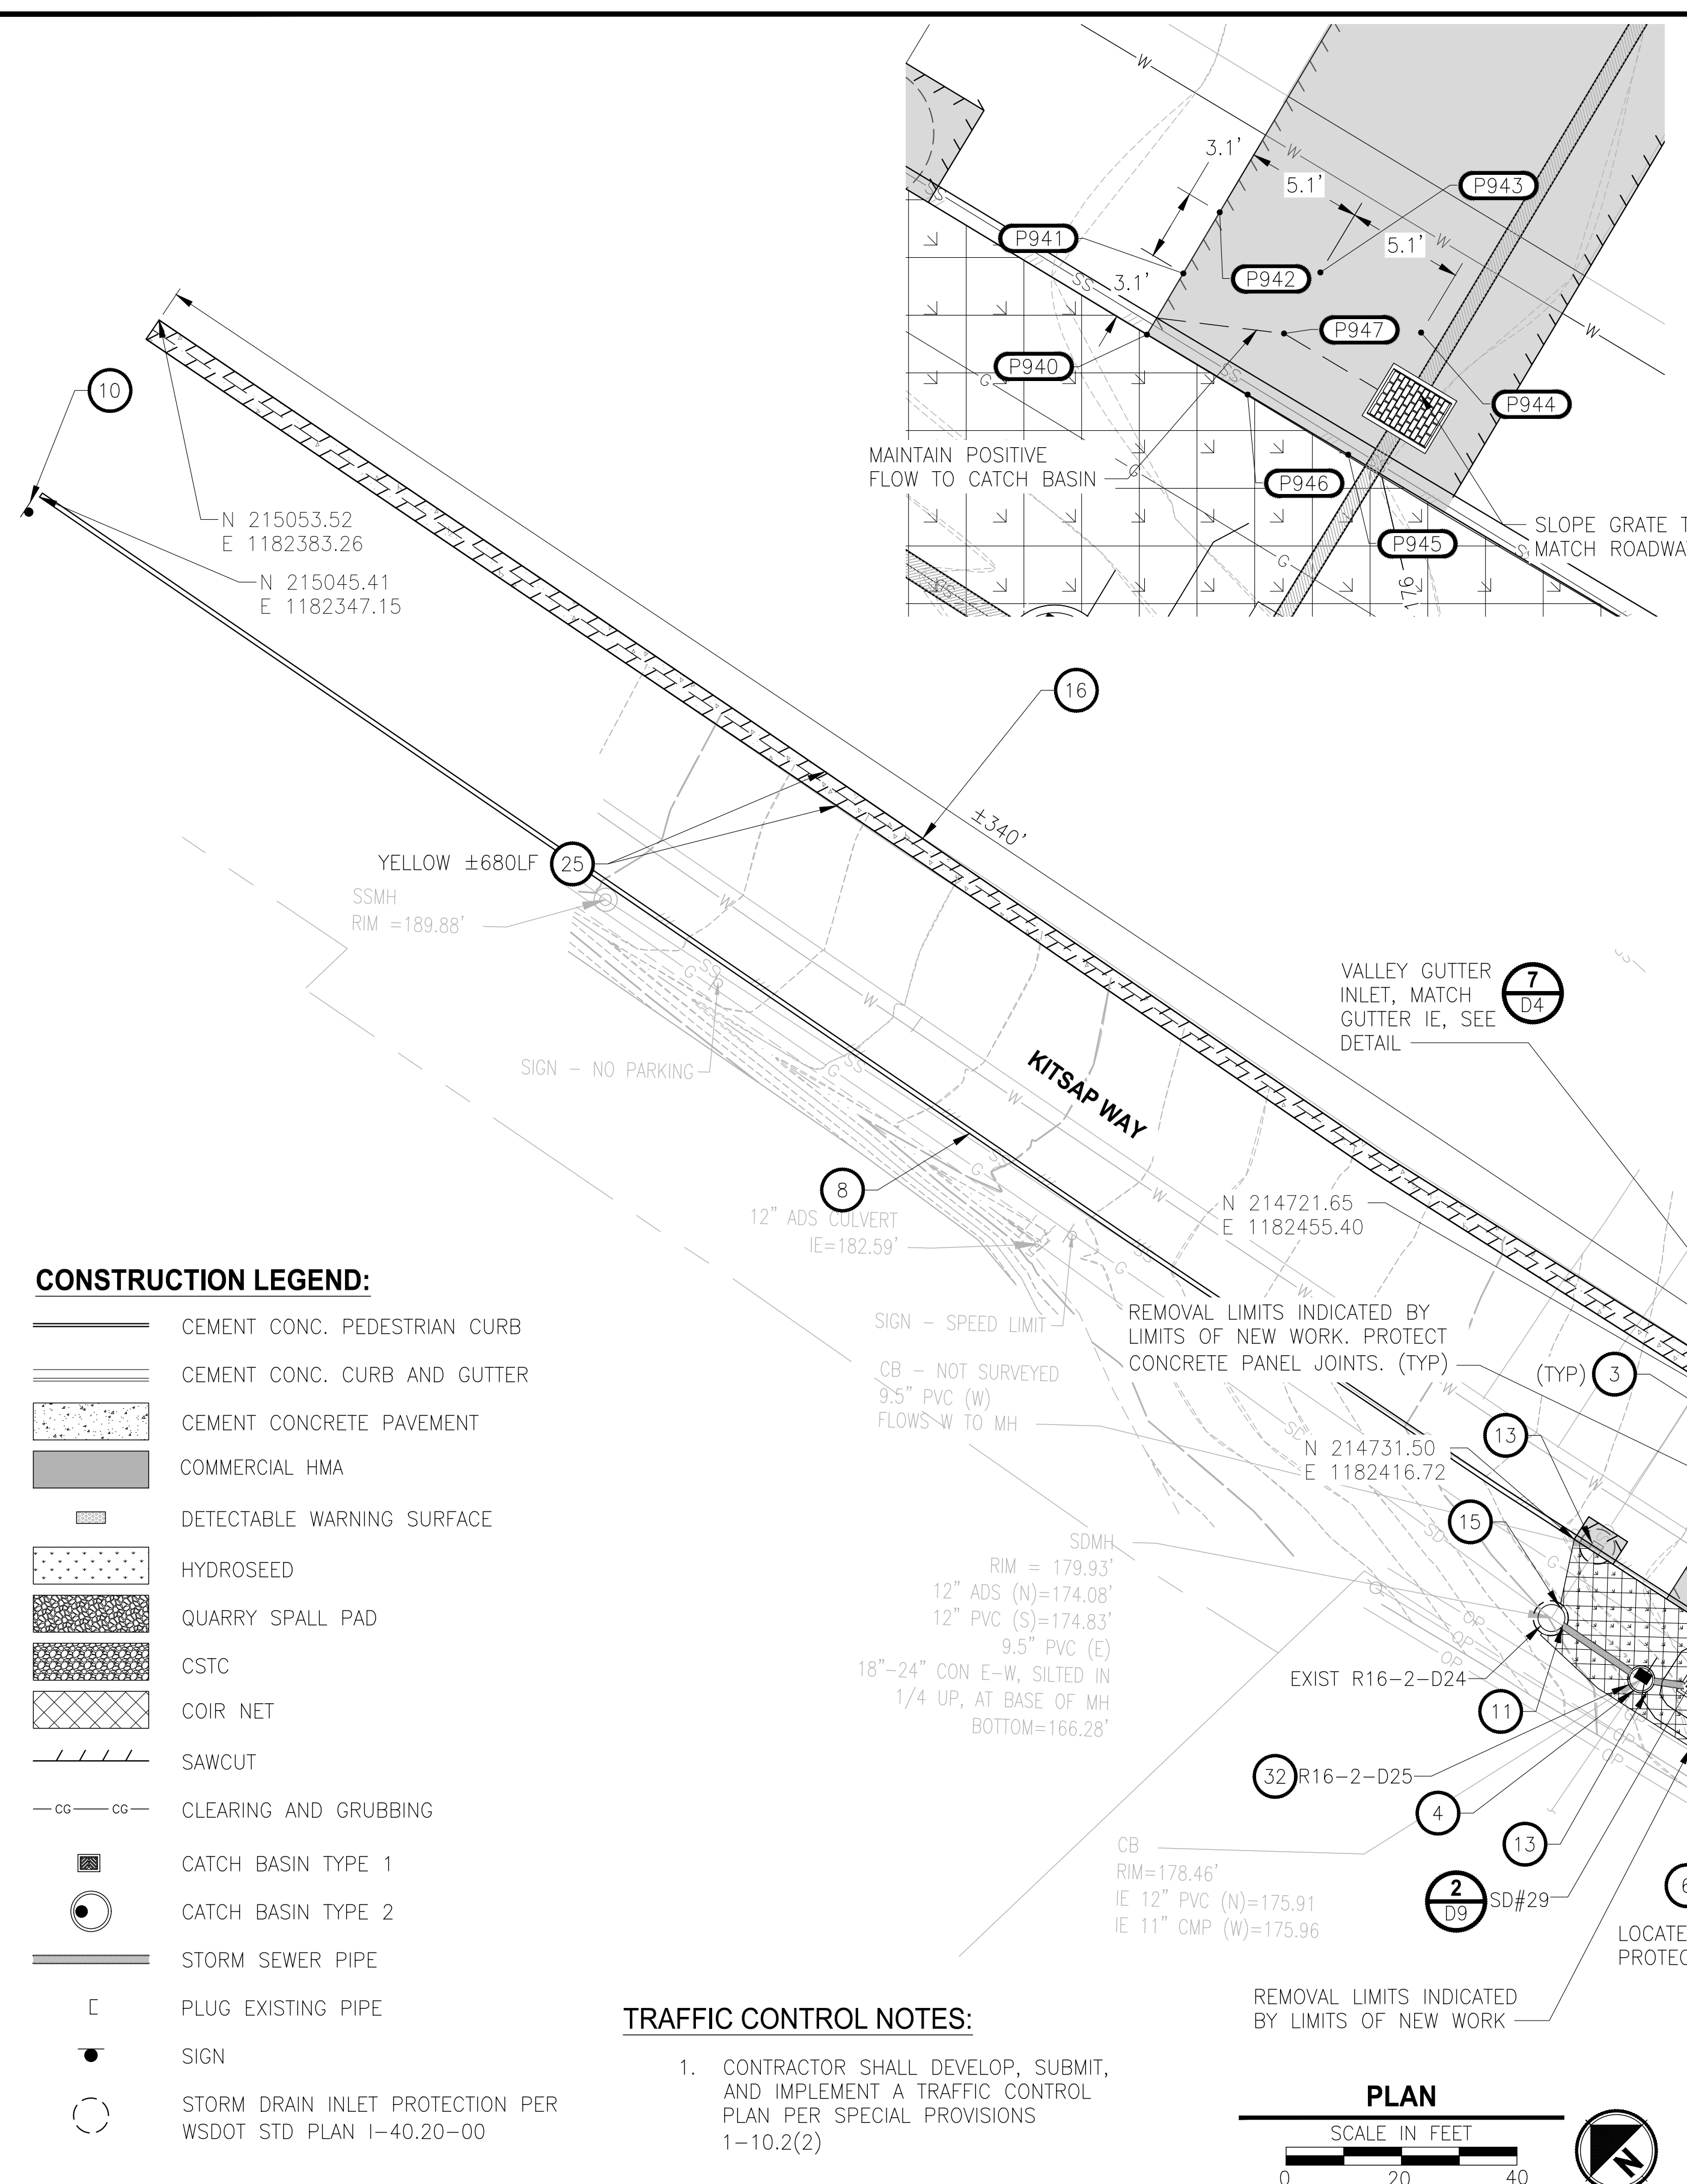 3.1'
5.1'
P943
5.1'
P941
P942
3.1'
P947
P940
P944
MAINTAIN POSITIVE
FLOW TO CATCH BASIN
P946
P945
SLOPE GRATE
MATCH
176
W
W
W
W
SS
SS
SS
G
G
G
10
N 215053.52
E 1182383.26
N 215045.41
E 1182347.15
16
±340'
YELLOW ±680LF
25
SSMH
RIM =189.88'
SIGN – NO PARKING
KITSAP WAY
VALLEY GUTTER
INLET, MATCH
GUTTER IE, SEE
DETAIL
7
D4
8
12" ADS CULVERT
IE=182.59'
N 214721.65
E 1182455.40
SIGN – SPEED LIMIT
REMOVAL LIMITS INDICATED BY
LIMITS OF NEW WORK. PROTECT
CONCRETE PANEL JOINTS. (TYP)
(TYP)
3
CB – NOT SURVEYED
9.5" PVC (W)
FLOWS W TO MH
13
N 214731.50
E 1182416.72
15
SDMH
RIM = 179.93'
12" ADS (N)=174.08'
12" PVC (S)=174.83'
9.5" PVC (E)
18"–24" CON E–W, SILTED IN
1/4 UP, AT BASE OF MH
BOTTOM=166.28'
EXIST R16–2–D24
11
32
R16–2–D25
4
13
CB
RIM=178.46'
IE 12" PVC (N)=175.91
IE 11" CMP (W)=175.96
2
D9
SD#29
6
LOCATE
REMOVAL LIMITS INDICATED
BY LIMITS OF NEW WORK
CONSTRUCTION LEGEND:
CEMENT CONC. PEDESTRIAN CURB
CEMENT CONC. CURB AND GUTTER
CEMENT CONCRETE PAVEMENT
COMMERCIAL HMA
DETECTABLE WARNING SURFACE
HYDROSEED
QUARRY SPALL PAD
CSTC
COIR NET
SAWCUT
CG CG CLEARING AND GRUBBING
CATCH BASIN TYPE 1
CATCH BASIN TYPE 2
STORM SEWER PIPE
PLUG EXISTING PIPE
SIGN
STORM DRAIN INLET PROTECTION PER
WSDOT STD PLAN I–40.20–00
TRAFFIC CONTROL NOTES:
1. CONTRACTOR SHALL DEVELOP, SUBMIT,
AND IMPLEMENT A TRAFFIC CONTROL
PLAN PER SPECIAL PROVISIONS
1–10.2(2)
PLAN
SCALE IN FEET
0 20 40
N